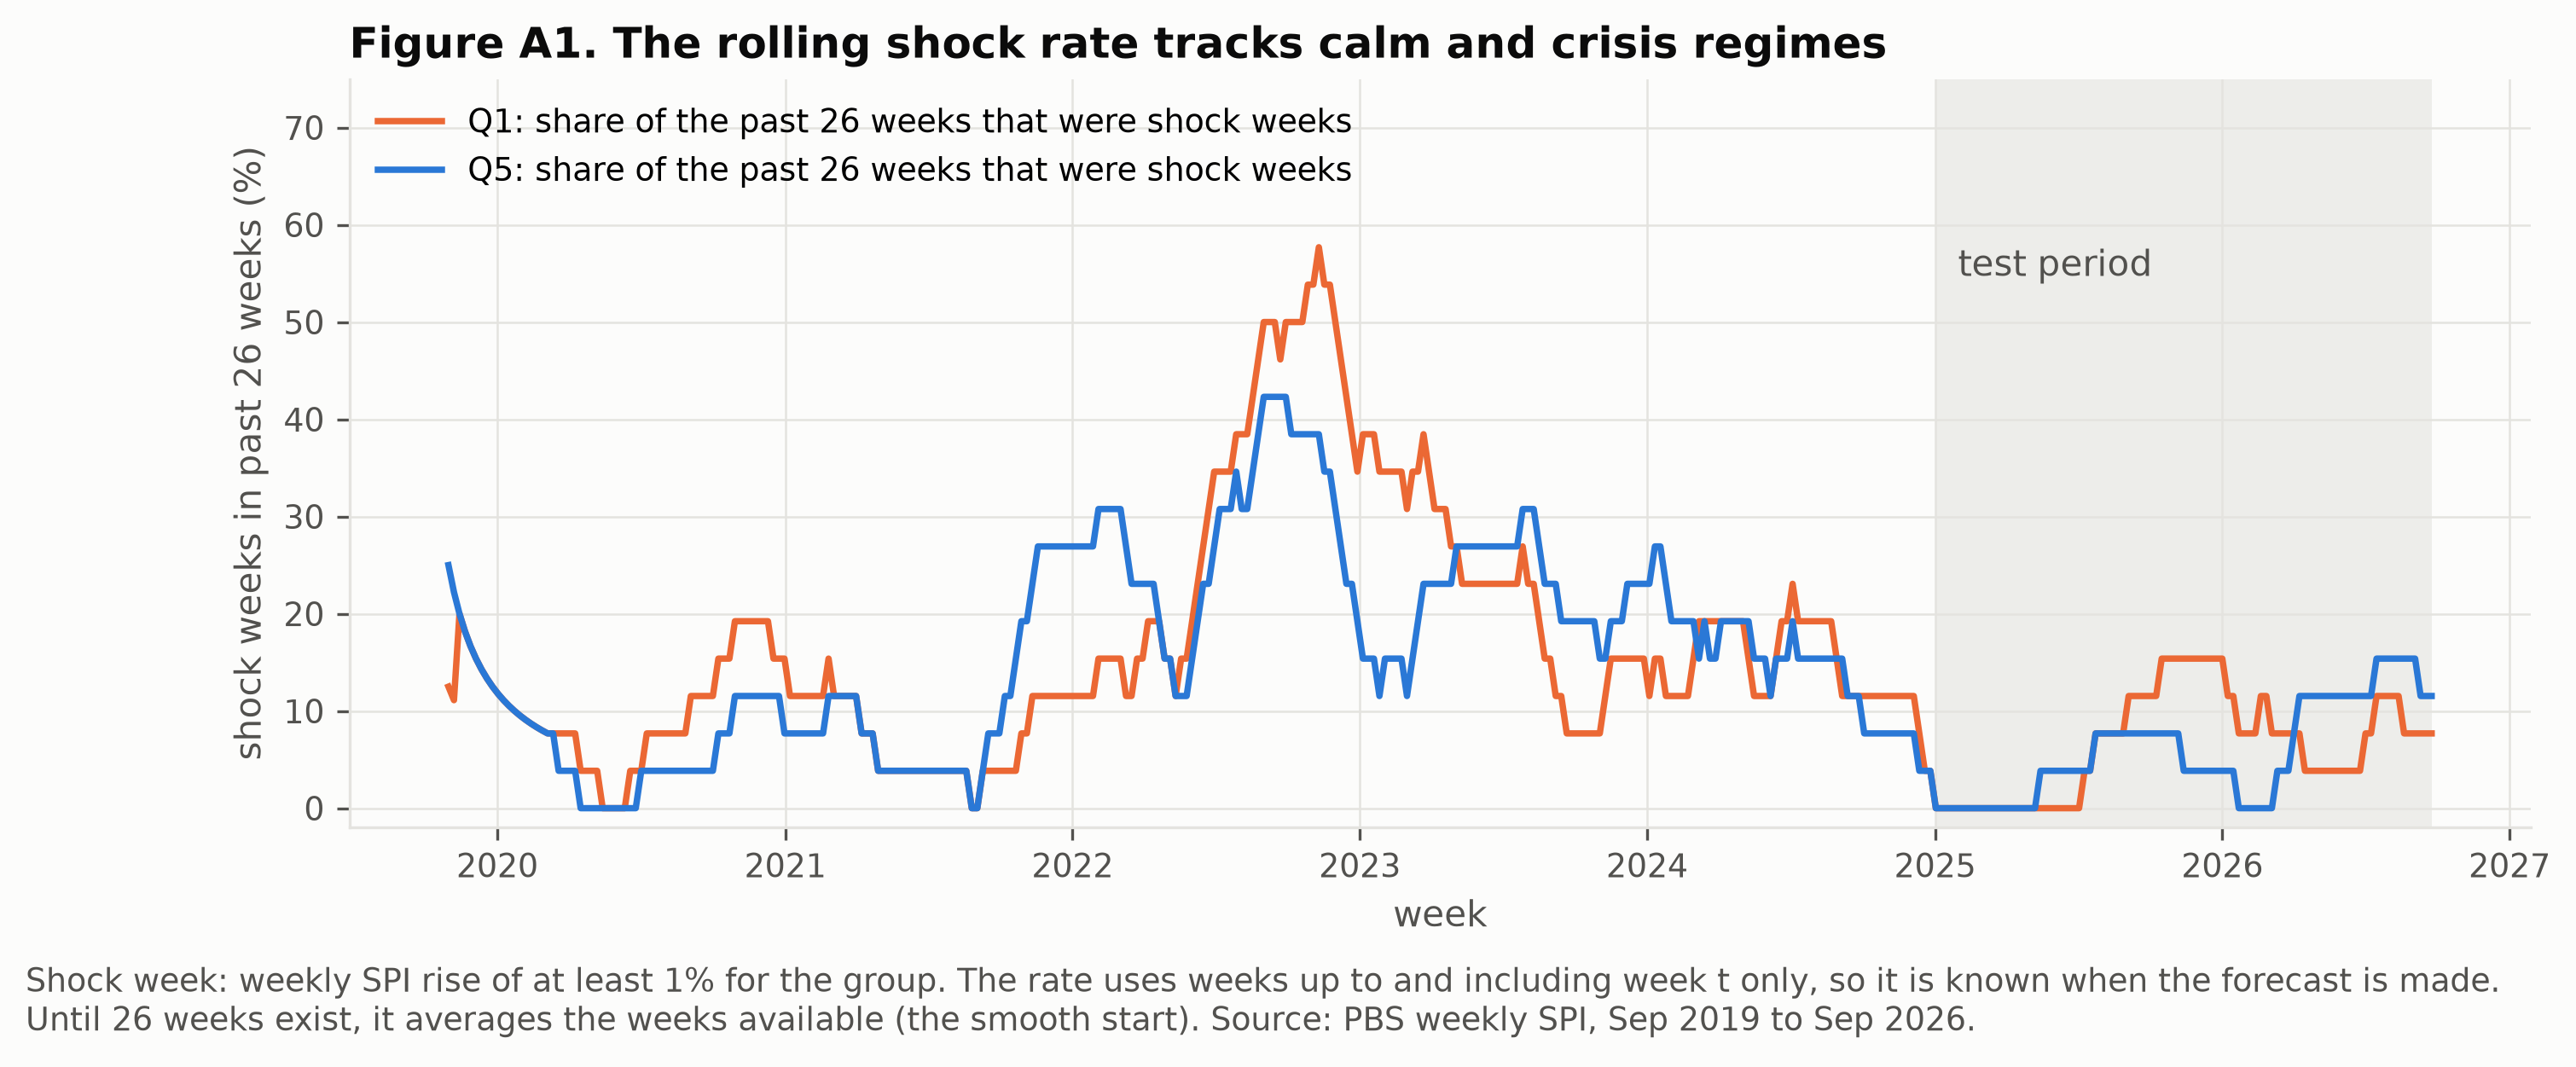 Figure A1. The rolling shock rate tracks calm and crisis regimes
Q1: share of the past 26 weeks that were shock weeks
Q5: share of the past 26 weeks that were shock weeks
test period
shock weeks in past 26 weeks (%)
70
60
50
40
30
20
10
0
2020 2021 2022 2023 2024 2025 2026 2027
week
Shock week: weekly SPI rise of at least 1% for the group. The rate uses weeks up to and including week t only, so it is known when the forecast is made.
Until 26 weeks exist, it averages the weeks available (the smooth start). Source: PBS weekly SPI, Sep 2019 to Sep 2026.